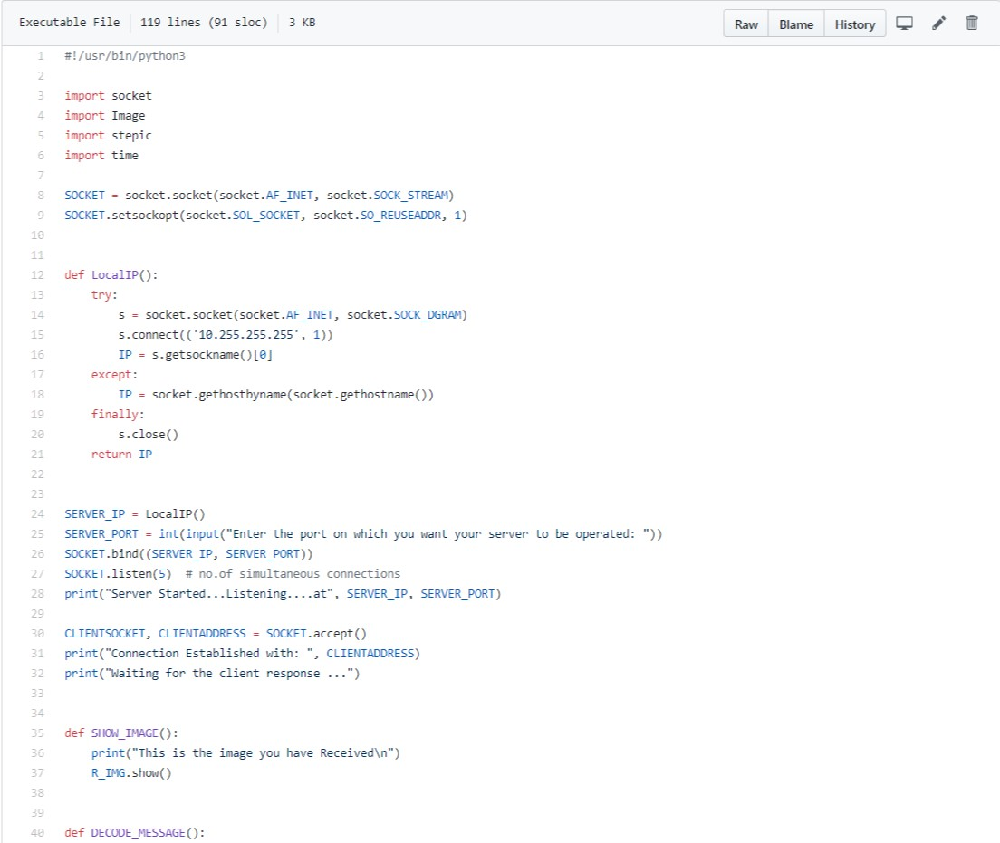 Executable File 119 lines (91 sloc) 3 KB Raw Blame History
1 #!/usr/bin/python3
2
3 import socket
4 import Image
5 import stepic
6 import time
7
8 SOCKET = socket.socket(socket.AF_INET, socket.SOCK_STREAM)
9 SOCKET.setsockopt(socket.SOL_SOCKET, socket.SO_REUSEADDR, 1)
10
11
12 def LocalIP():
13     try:
14         s = socket.socket(socket.AF_INET, socket.SOCK_DGRAM)
15         s.connect(('10.255.255.255', 1))
16         IP = s.getsockname()[0]
17     except:
18         IP = socket.gethostbyname(socket.gethostname())
19     finally:
20         s.close()
21     return IP
22
23
24 SERVER_IP = LocalIP()
25 SERVER_PORT = int(input("Enter the port on which you want your server to be operated: "))
26 SOCKET.bind((SERVER_IP, SERVER_PORT))
27 SOCKET.listen(5)  # no.of simultaneous connections
28 print("Server Started...Listening....at", SERVER_IP, SERVER_PORT)
29
30 CLIENTSOCKET, CLIENTADDRESS = SOCKET.accept()
31 print("Connection Established with: ", CLIENTADDRESS)
32 print("Waiting for the client response ...")
33
34
35 def SHOW_IMAGE():
36     print("This is the image you have Received\n")
37     R_IMG.show()
38
39
40 def DECODE_MESSAGE():